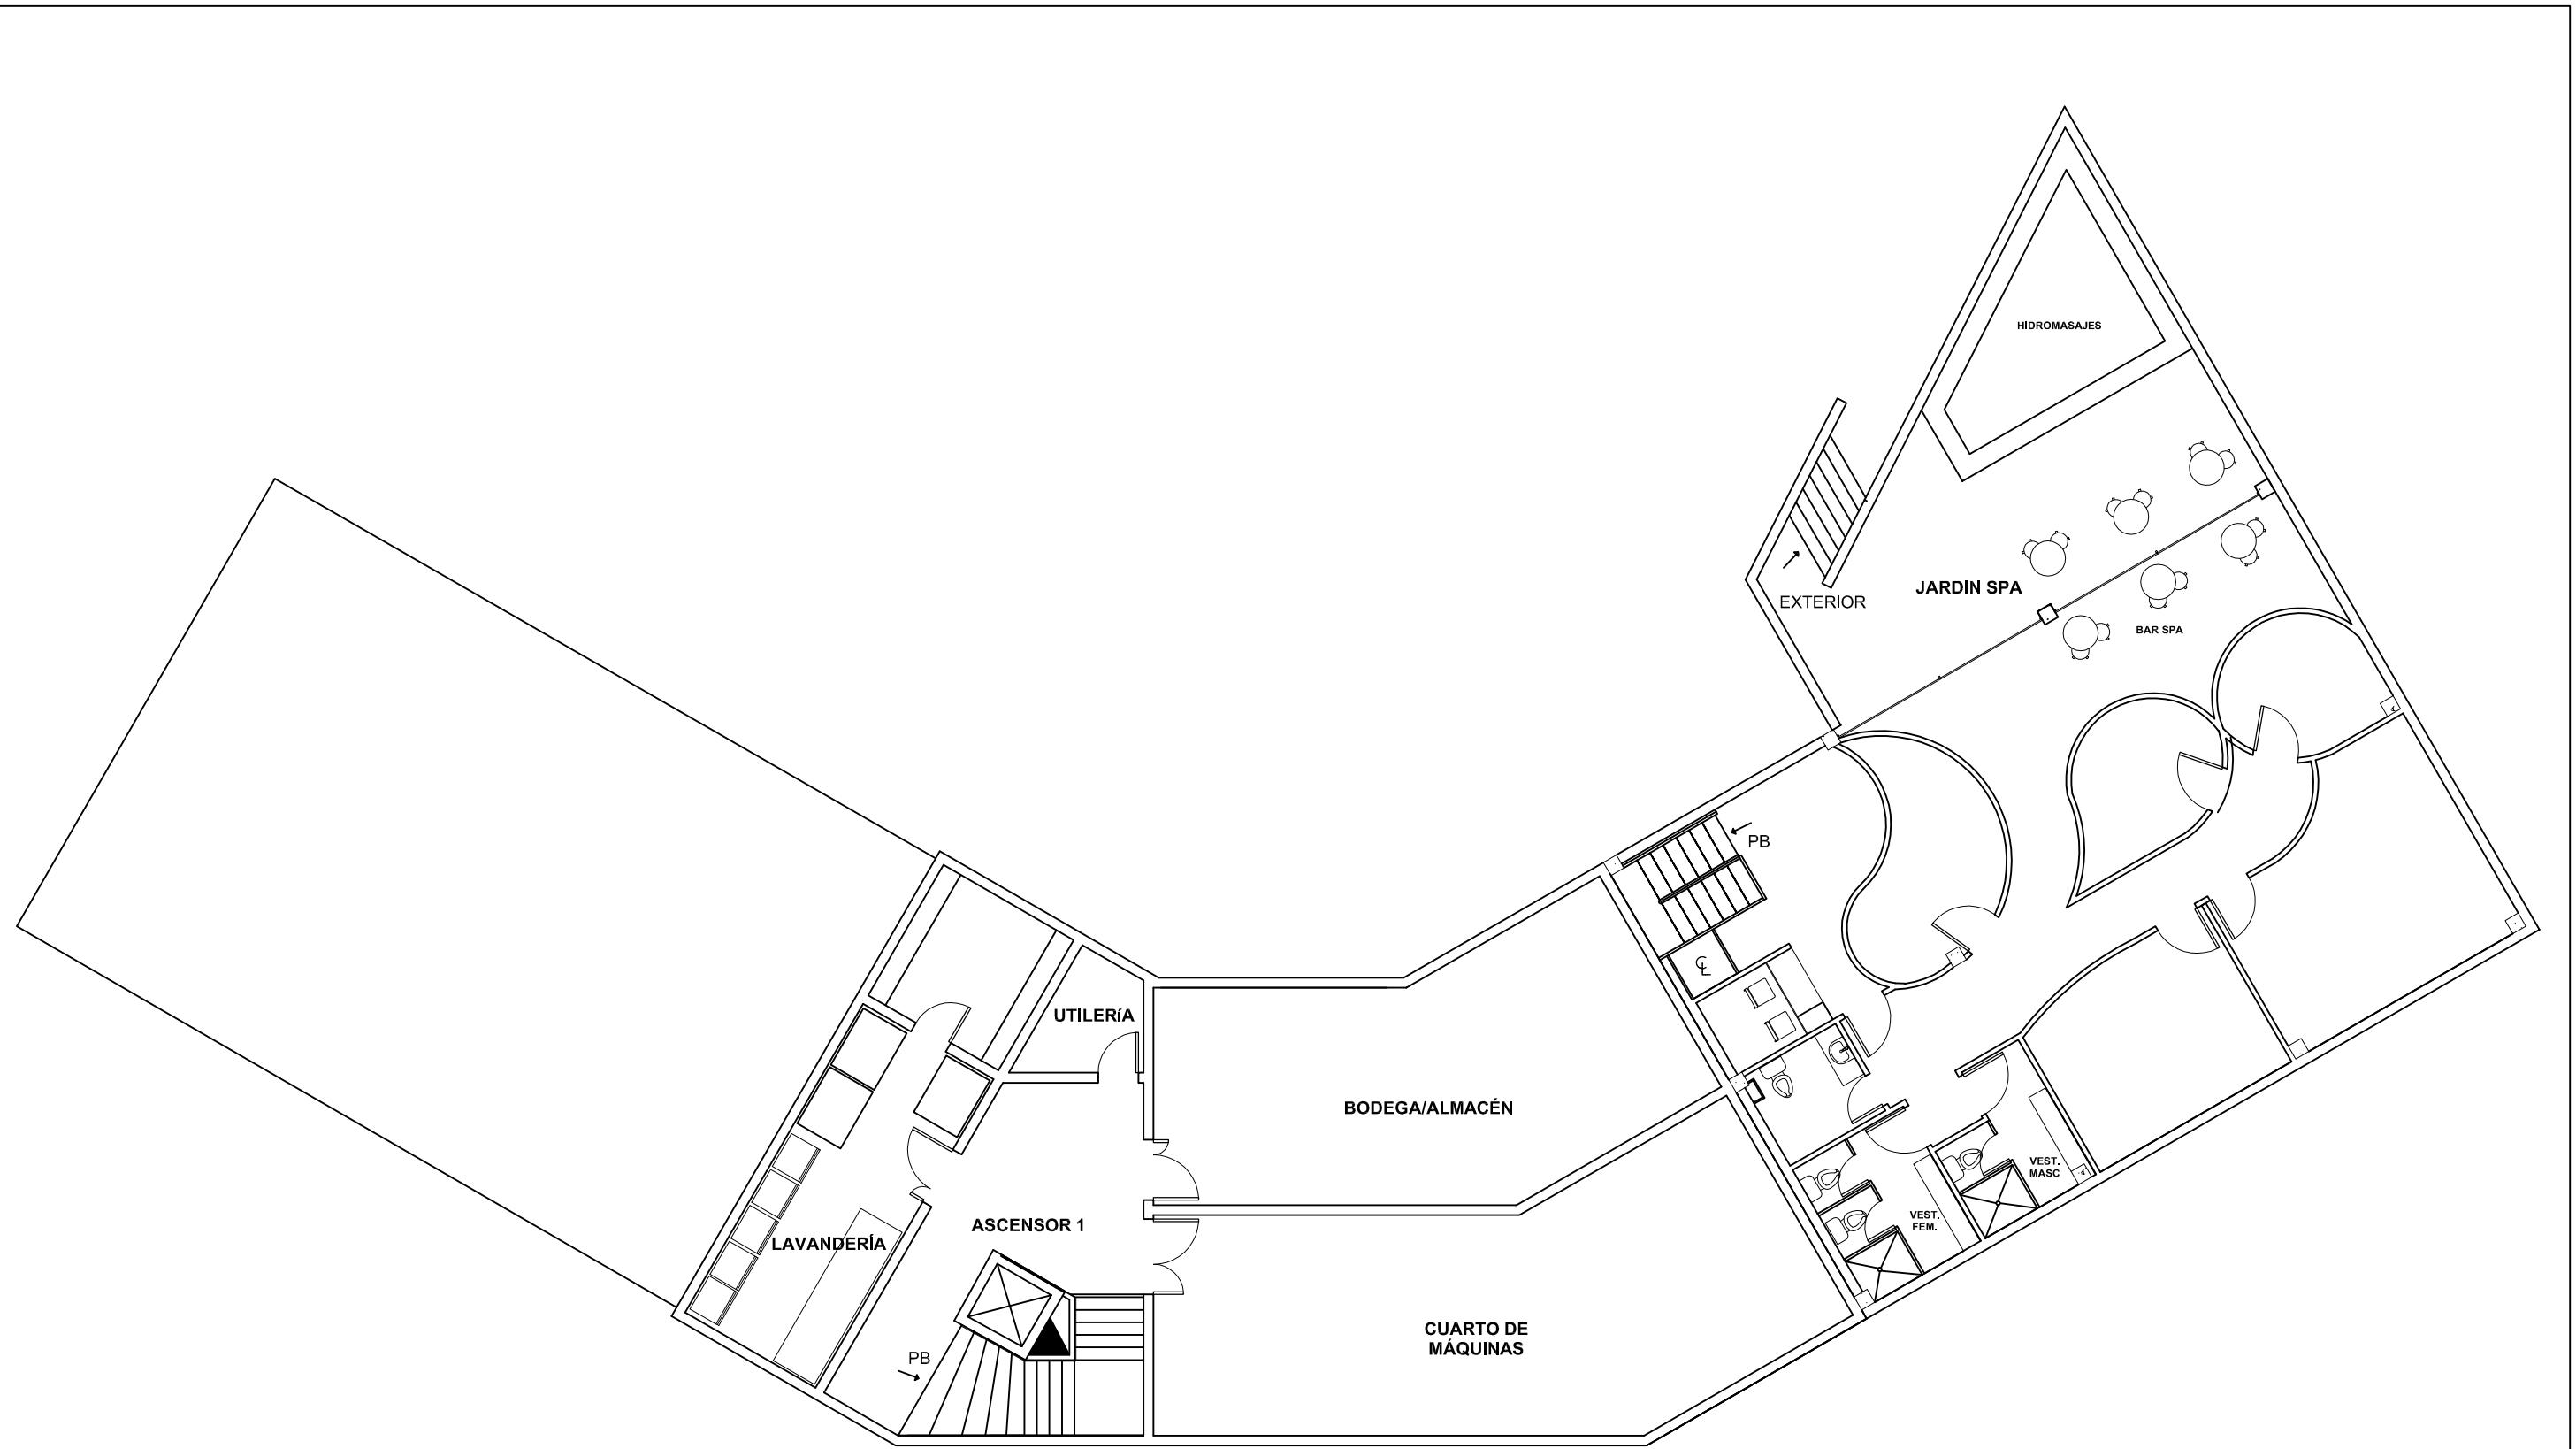 HIDROMASAJES
JARDIN SPA
EXTERIOR
BAR SPA
PB
UTILERíA
BODEGA/ALMACÉN
VEST.
MASC
VEST.
FEM.
ASCENSOR 1
LAVANDERÍA
CUARTO DE
MÁQUINAS
PB